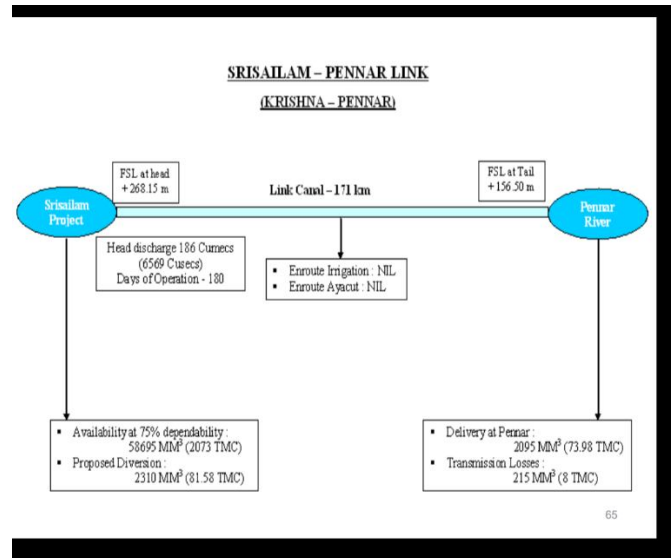 SRISAILAM – PENNAR LINK
(KRISHNA – PENNAR)
FSL at head
+268.15 m
Link Canal – 171 km
FSL at Tail
+156.50 m
Srisailam
Project
Pennar
River
Head discharge 186 Cumecs
(6569 Cusecs)
Days of Operation - 180
▪ Enroute Irrigation : NIL
▪ Enroute Ayacut : NIL
▪ Availability at 75% dependability :
58695 MM³ (2073 TMC)
▪ Proposed Diversion :
2310 MM³ (81.58 TMC)
▪ Delivery at Pennar :
2095 MM³ (73.98 TMC)
▪ Transmission Losses :
215 MM³ (8 TMC)
65